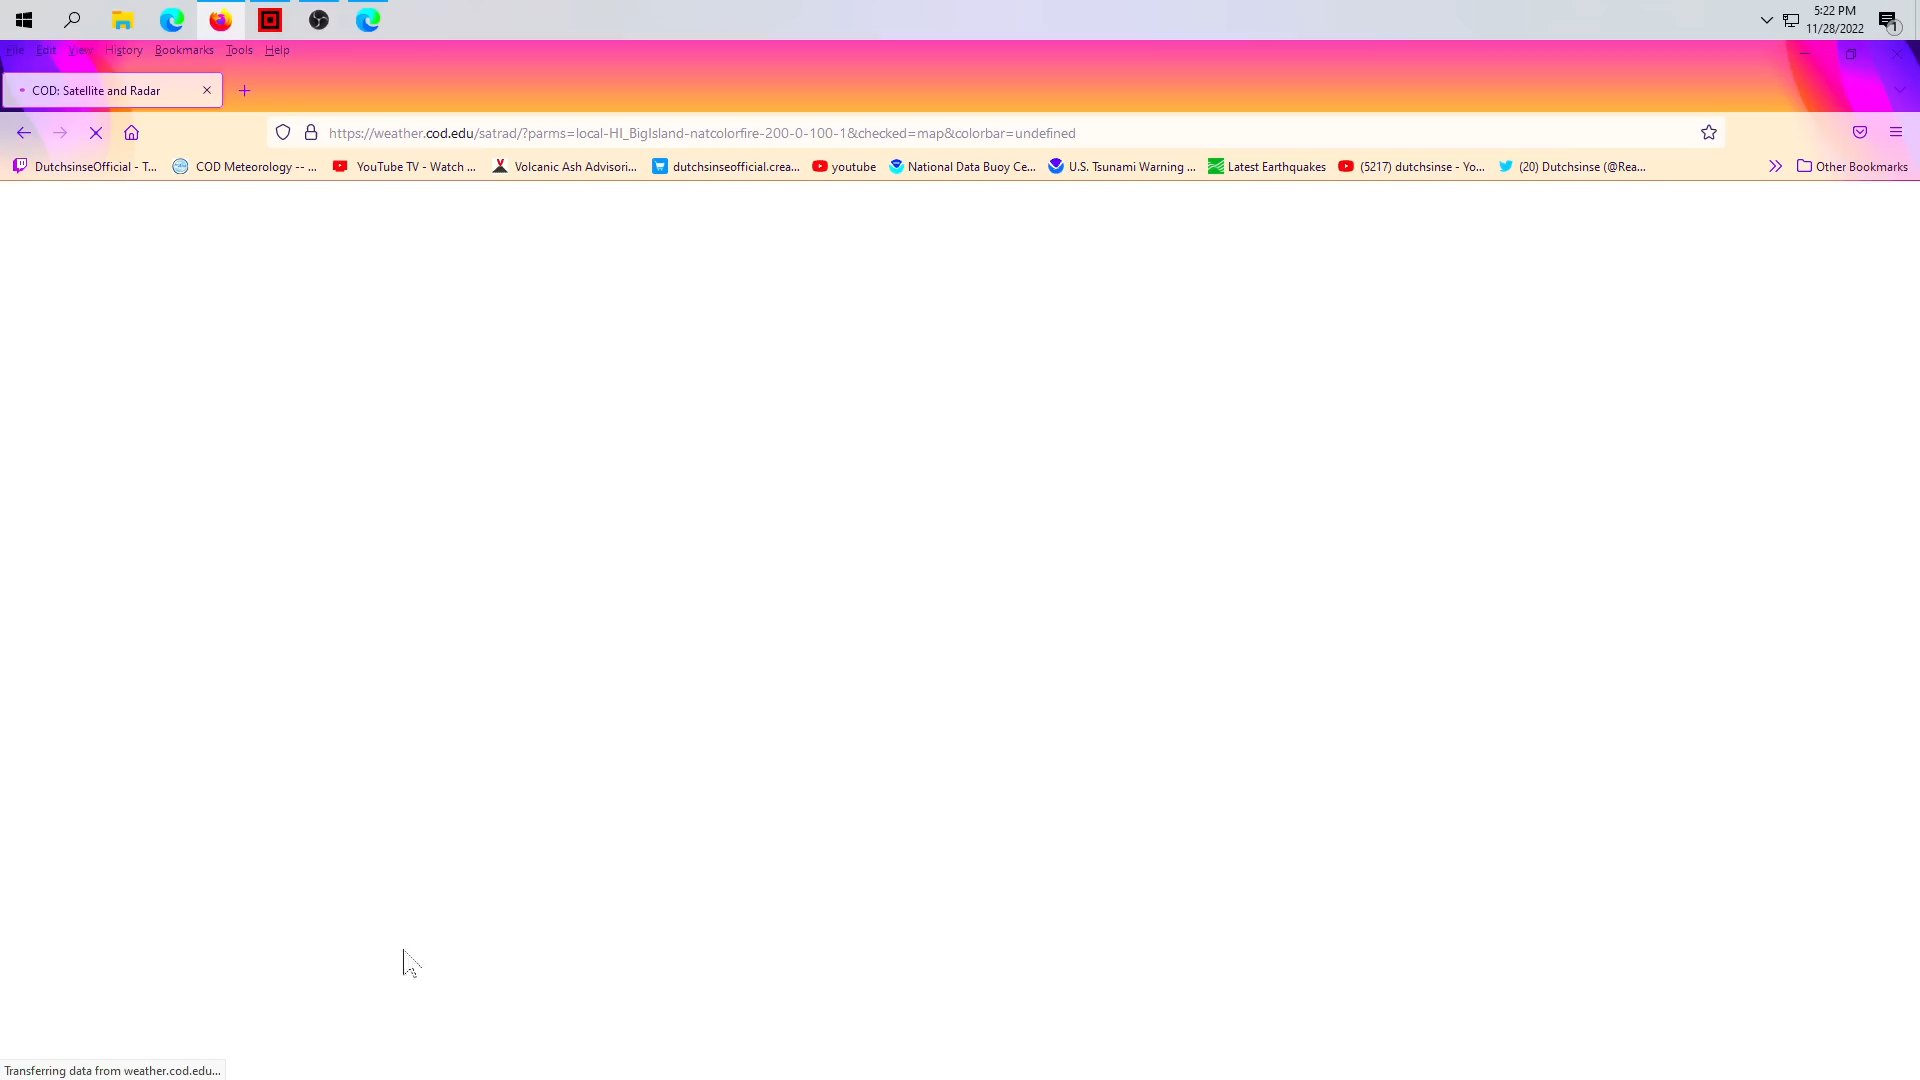 5:22 PM
11/28/2022
1
File Edit View History Bookmarks Tools Help
COD: Satellite and Radar
https://weather.cod.edu/satrad/?parms=local-HI_BigIsland-natcolorfire-200-0-100-1&checked=map&colorbar=undefined
DutchsinseOfficial - T... COD Meteorology -- ... YouTube TV - Watch ... Volcanic Ash Advisori... dutchsinseofficial.crea... youtube National Data Buoy Ce... U.S. Tsunami Warning ... Latest Earthquakes (5217) dutchsinse - Yo... (20) Dutchsinse (@Rea... Other Bookmarks
Transferring data from weather.cod.edu...